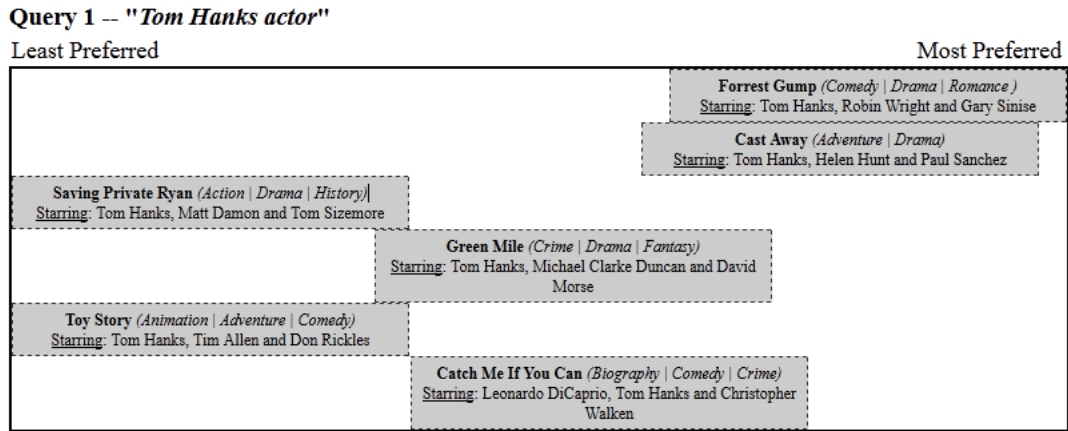 Query 1 -- "Tom Hanks actor"
Least Preferred Most Preferred
Forrest Gump (Comedy | Drama | Romance )
Starring: Tom Hanks, Robin Wright and Gary Sinise
Cast Away (Adventure | Drama)
Starring: Tom Hanks, Helen Hunt and Paul Sanchez
Saving Private Ryan (Action | Drama | History)
Starring: Tom Hanks, Matt Damon and Tom Sizemore
Green Mile (Crime | Drama | Fantasy)
Starring: Tom Hanks, Michael Clarke Duncan and David
Morse
Toy Story (Animation | Adventure | Comedy)
Starring: Tom Hanks, Tim Allen and Don Rickles
Catch Me If You Can (Biography | Comedy | Crime)
Starring: Leonardo DiCaprio, Tom Hanks and Christopher
Walken